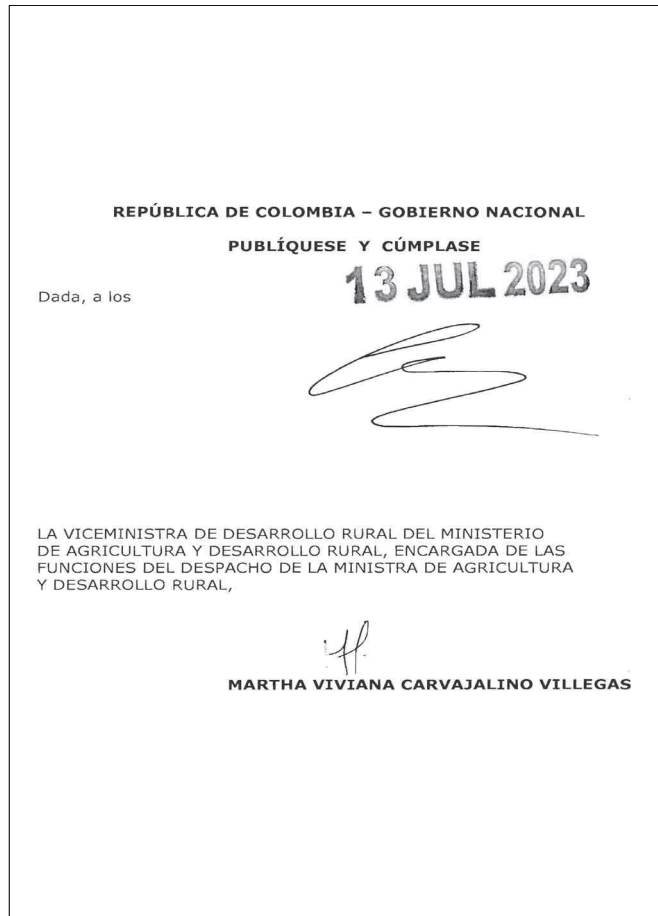 REPÚBLICA DE COLOMBIA – GOBIERNO NACIONAL
PUBLÍQUESE Y CÚMPLASE
13 JUL 2023
Dada, a los
LA VICEMINISTRA DE DESARROLLO RURAL DEL MINISTERIO
DE AGRICULTURA Y DESARROLLO RURAL, ENCARGADA DE LAS
FUNCIONES DEL DESPACHO DE LA MINISTRA DE AGRICULTURA
Y DESARROLLO RURAL,
MARTHA VIVIANA CARVAJALINO VILLEGAS